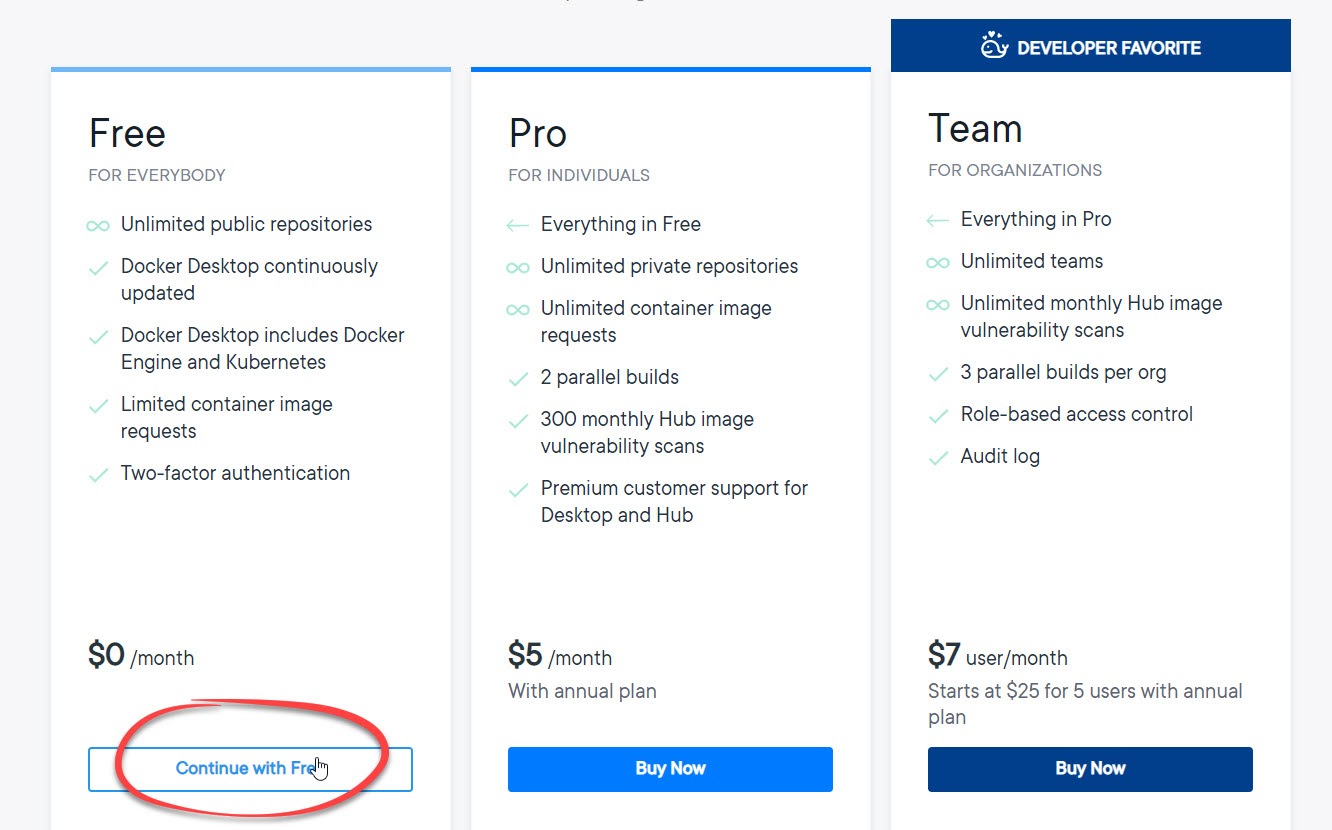 Free
FOR EVERYBODY
Unlimited public repositories
Docker Desktop continuously
updated
Docker Desktop includes Docker
Engine and Kubernetes
Limited container image
requests
Two-factor authentication
$0 /month
Continue with Fre
Pro
FOR INDIVIDUALS
Everything in Free
Unlimited private repositories
Unlimited container image
requests
2 parallel builds
300 monthly Hub image
vulnerability scans
Premium customer support for
Desktop and Hub
$5 /month
With annual plan
Buy Now
DEVELOPER FAVORITE
Team
FOR ORGANIZATIONS
Everything in Pro
Unlimited teams
Unlimited monthly Hub image
vulnerability scans
3 parallel builds per org
Role-based access control
Audit log
$7 user/month
Starts at $25 for 5 users with annual
plan
Buy Now